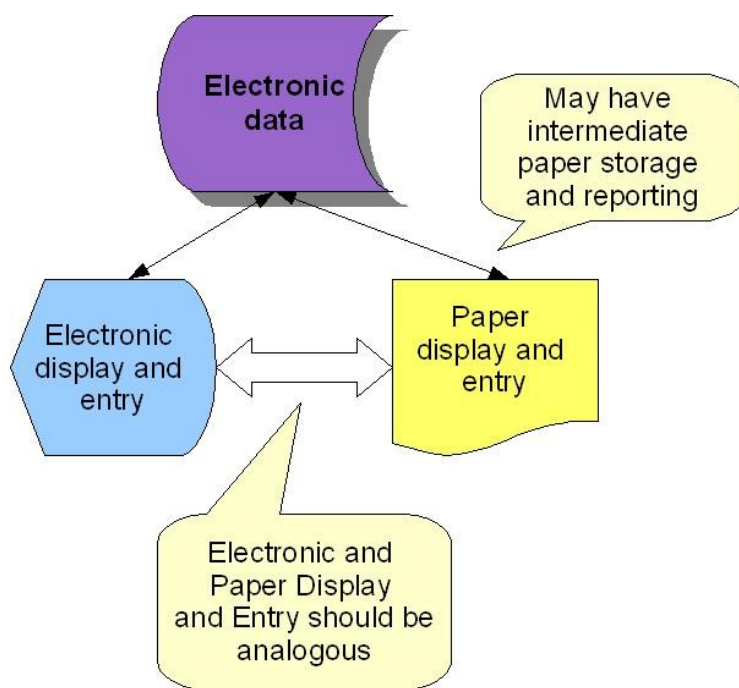 Electronic
data
May have
intermediate
paper storage
and reporting
Electronic
display and
entry
Paper
display and
entry
Electronic and
Paper Display
and Entry should be
analogous